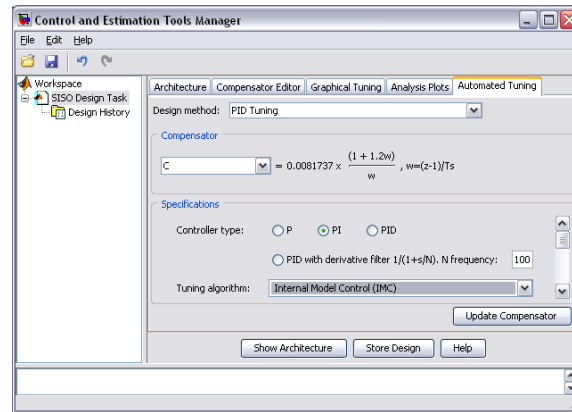 Control and Estimation Tools Manager
File Edit Help
Workspace
SISO Design Task
Design History
Architecture Compensator Editor Graphical Tuning Analysis Plots Automated Tuning
Design method: PID Tuning
Compensator
C = 0.0081737 x (1 + 1.2w) / w , w=(z-1)/Ts
Specifications
Controller type: P PI PID
PID with derivative filter 1/(1+s/N). N frequency: 100
Tuning algorithm: Internal Model Control (IMC)
Update Compensator
Show Architecture Store Design Help